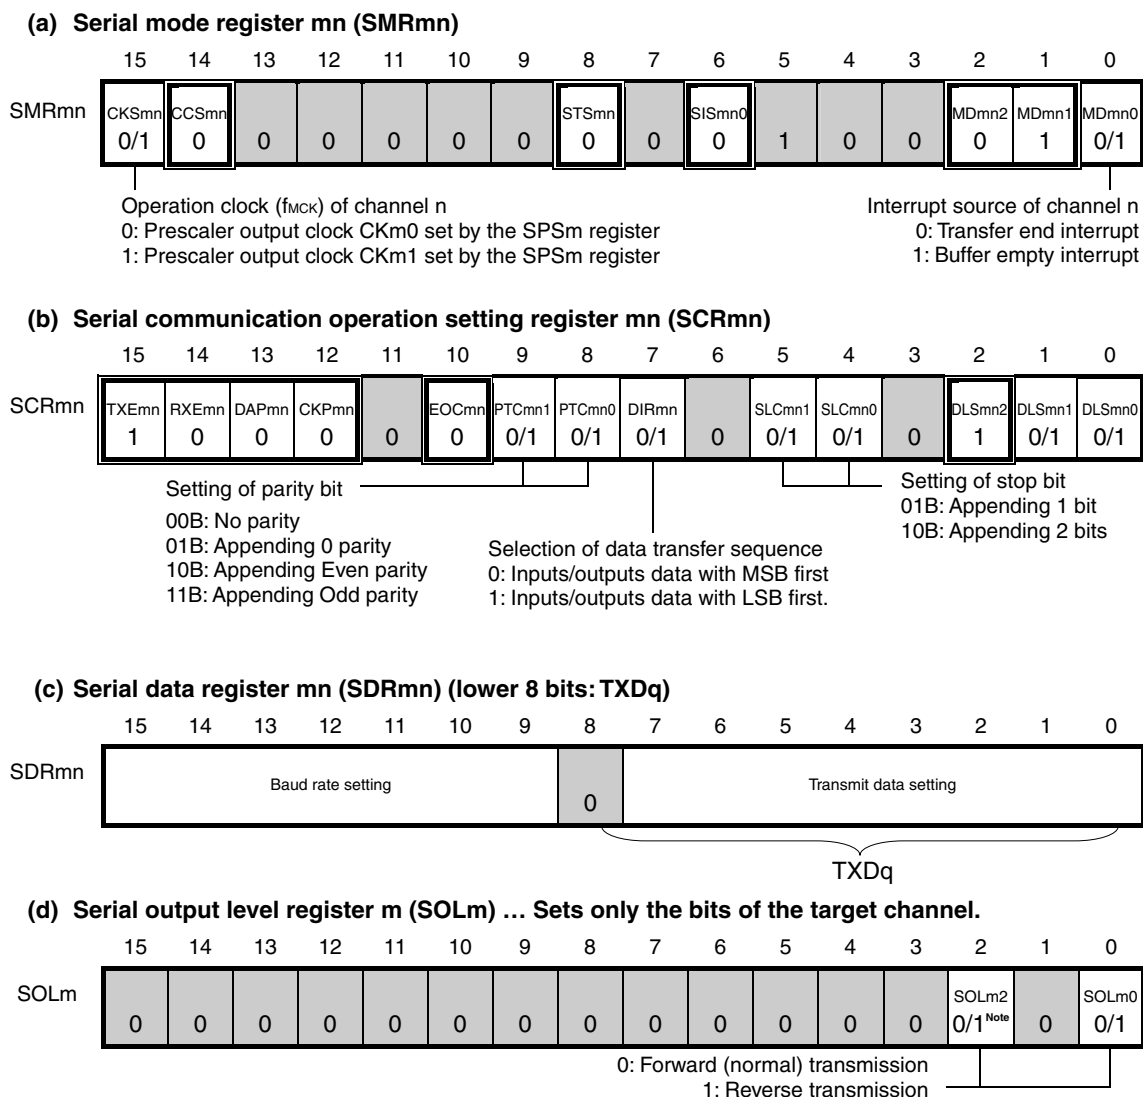 (a) Serial mode register mn (SMRmn)
15 14 13 12 11 10 9 8 7 6 5 4 3 2 1 0
SMRmn
CKSmn CCSmn STSmn SISmn0 MDmn2 MDmn1 MDmn0
0/1 0 0 0 0 0 0 0 0 0 1 0 0 0 1 0/1
Operation clock (fMCK) of channel n
0: Prescaler output clock CKm0 set by the SPSm register
1: Prescaler output clock CKm1 set by the SPSm register
Interrupt source of channel n
0: Transfer end interrupt
1: Buffer empty interrupt
(b) Serial communication operation setting register mn (SCRmn)
15 14 13 12 11 10 9 8 7 6 5 4 3 2 1 0
SCRmn
TXEmn RXEmn DAPmn CKPmn EOCmn PTCmn1 PTCmn0 DIRmn SLCmn1 SLCmn0 DLSmn2 DLSmn1 DLSmn0
1 0 0 0 0 0 0/1 0/1 0/1 0 0/1 0/1 0 1 0/1 0/1
Setting of parity bit
00B: No parity
01B: Appending 0 parity
10B: Appending Even parity
11B: Appending Odd parity
Selection of data transfer sequence
0: Inputs/outputs data with MSB first
1: Inputs/outputs data with LSB first.
Setting of stop bit
01B: Appending 1 bit
10B: Appending 2 bits
(c) Serial data register mn (SDRmn) (lower 8 bits: TXDq)
15 14 13 12 11 10 9 8 7 6 5 4 3 2 1 0
SDRmn
Baud rate setting
0
Transmit data setting
TXDq
(d) Serial output level register m (SOLm) … Sets only the bits of the target channel.
15 14 13 12 11 10 9 8 7 6 5 4 3 2 1 0
SOLm
SOLm2 SOLm0
0 0 0 0 0 0 0 0 0 0 0 0 0 0/1Note 0 0/1
0: Forward (normal) transmission
1: Reverse transmission